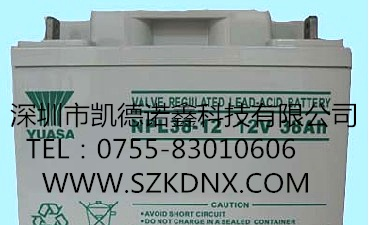 VALVE REGULATED LEAD-ACID BATTERY
深圳市凯德诺鑫科技有限公司
YUASA
NPL38-12 12V 38Ah
TEL：0755-83010606
WWW.SZKDNX.COM
CAUTION
•AVOID SHORT CIRCUIT
•DO NOT CHARGE IN A SEALED CONTAINER